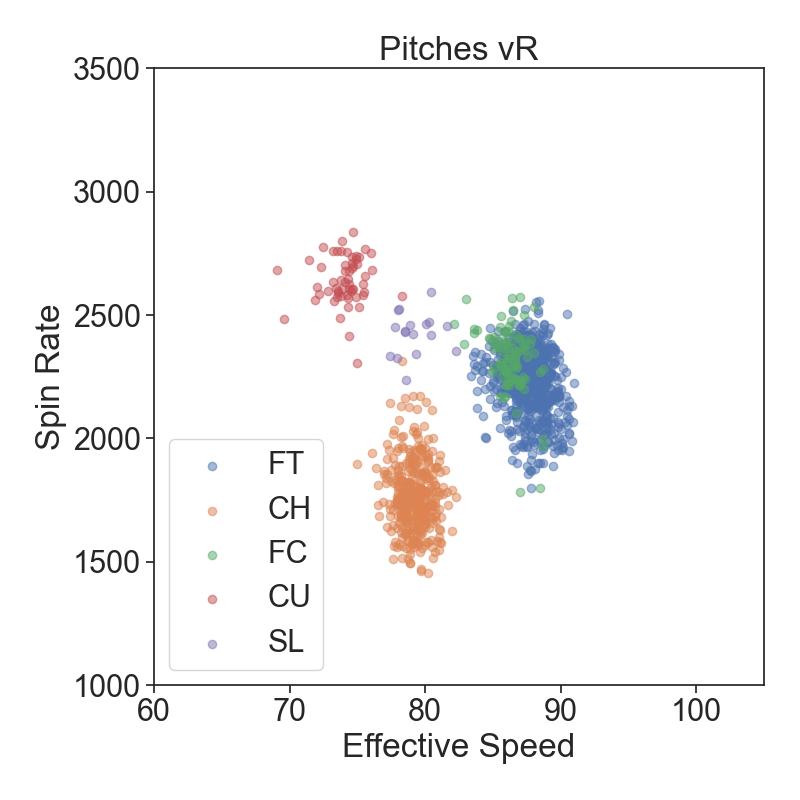 Pitches vR
3500
3000
2500
2000
1500
1000
Spin Rate
FT
CH
FC
CU
SL
60 70 80 90 100
Effective Speed